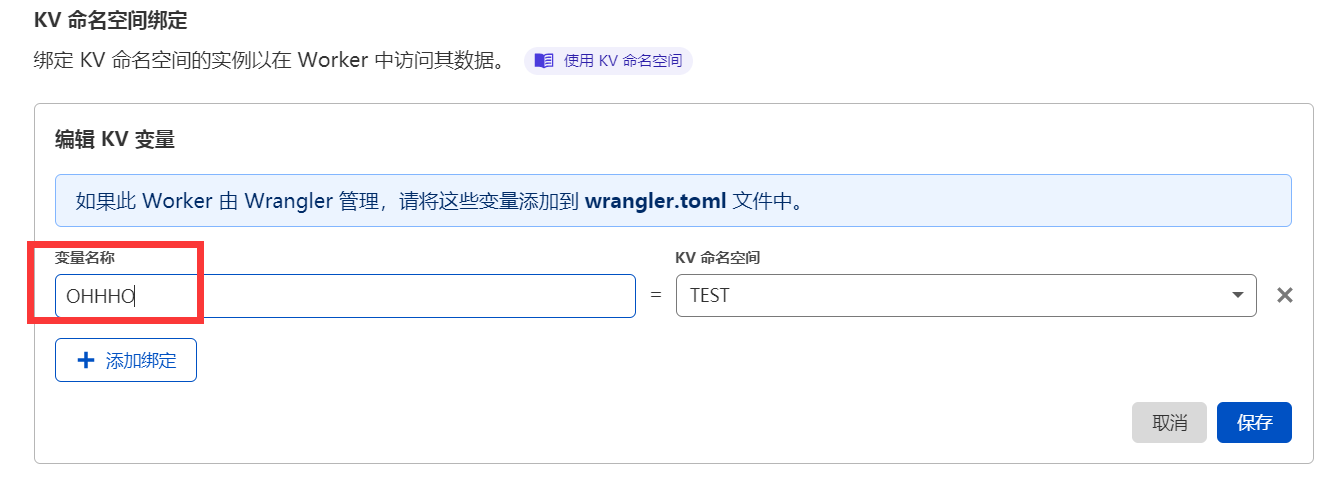 KV 命名空间绑定
绑定 KV 命名空间的实例以在 Worker 中访问其数据。 使用 KV 命名空间
编辑 KV 变量
如果此 Worker 由 Wrangler 管理，请将这些变量添加到 wrangler.toml 文件中。
变量名称 KV 命名空间
OHHHO = TEST
添加绑定
取消 保存